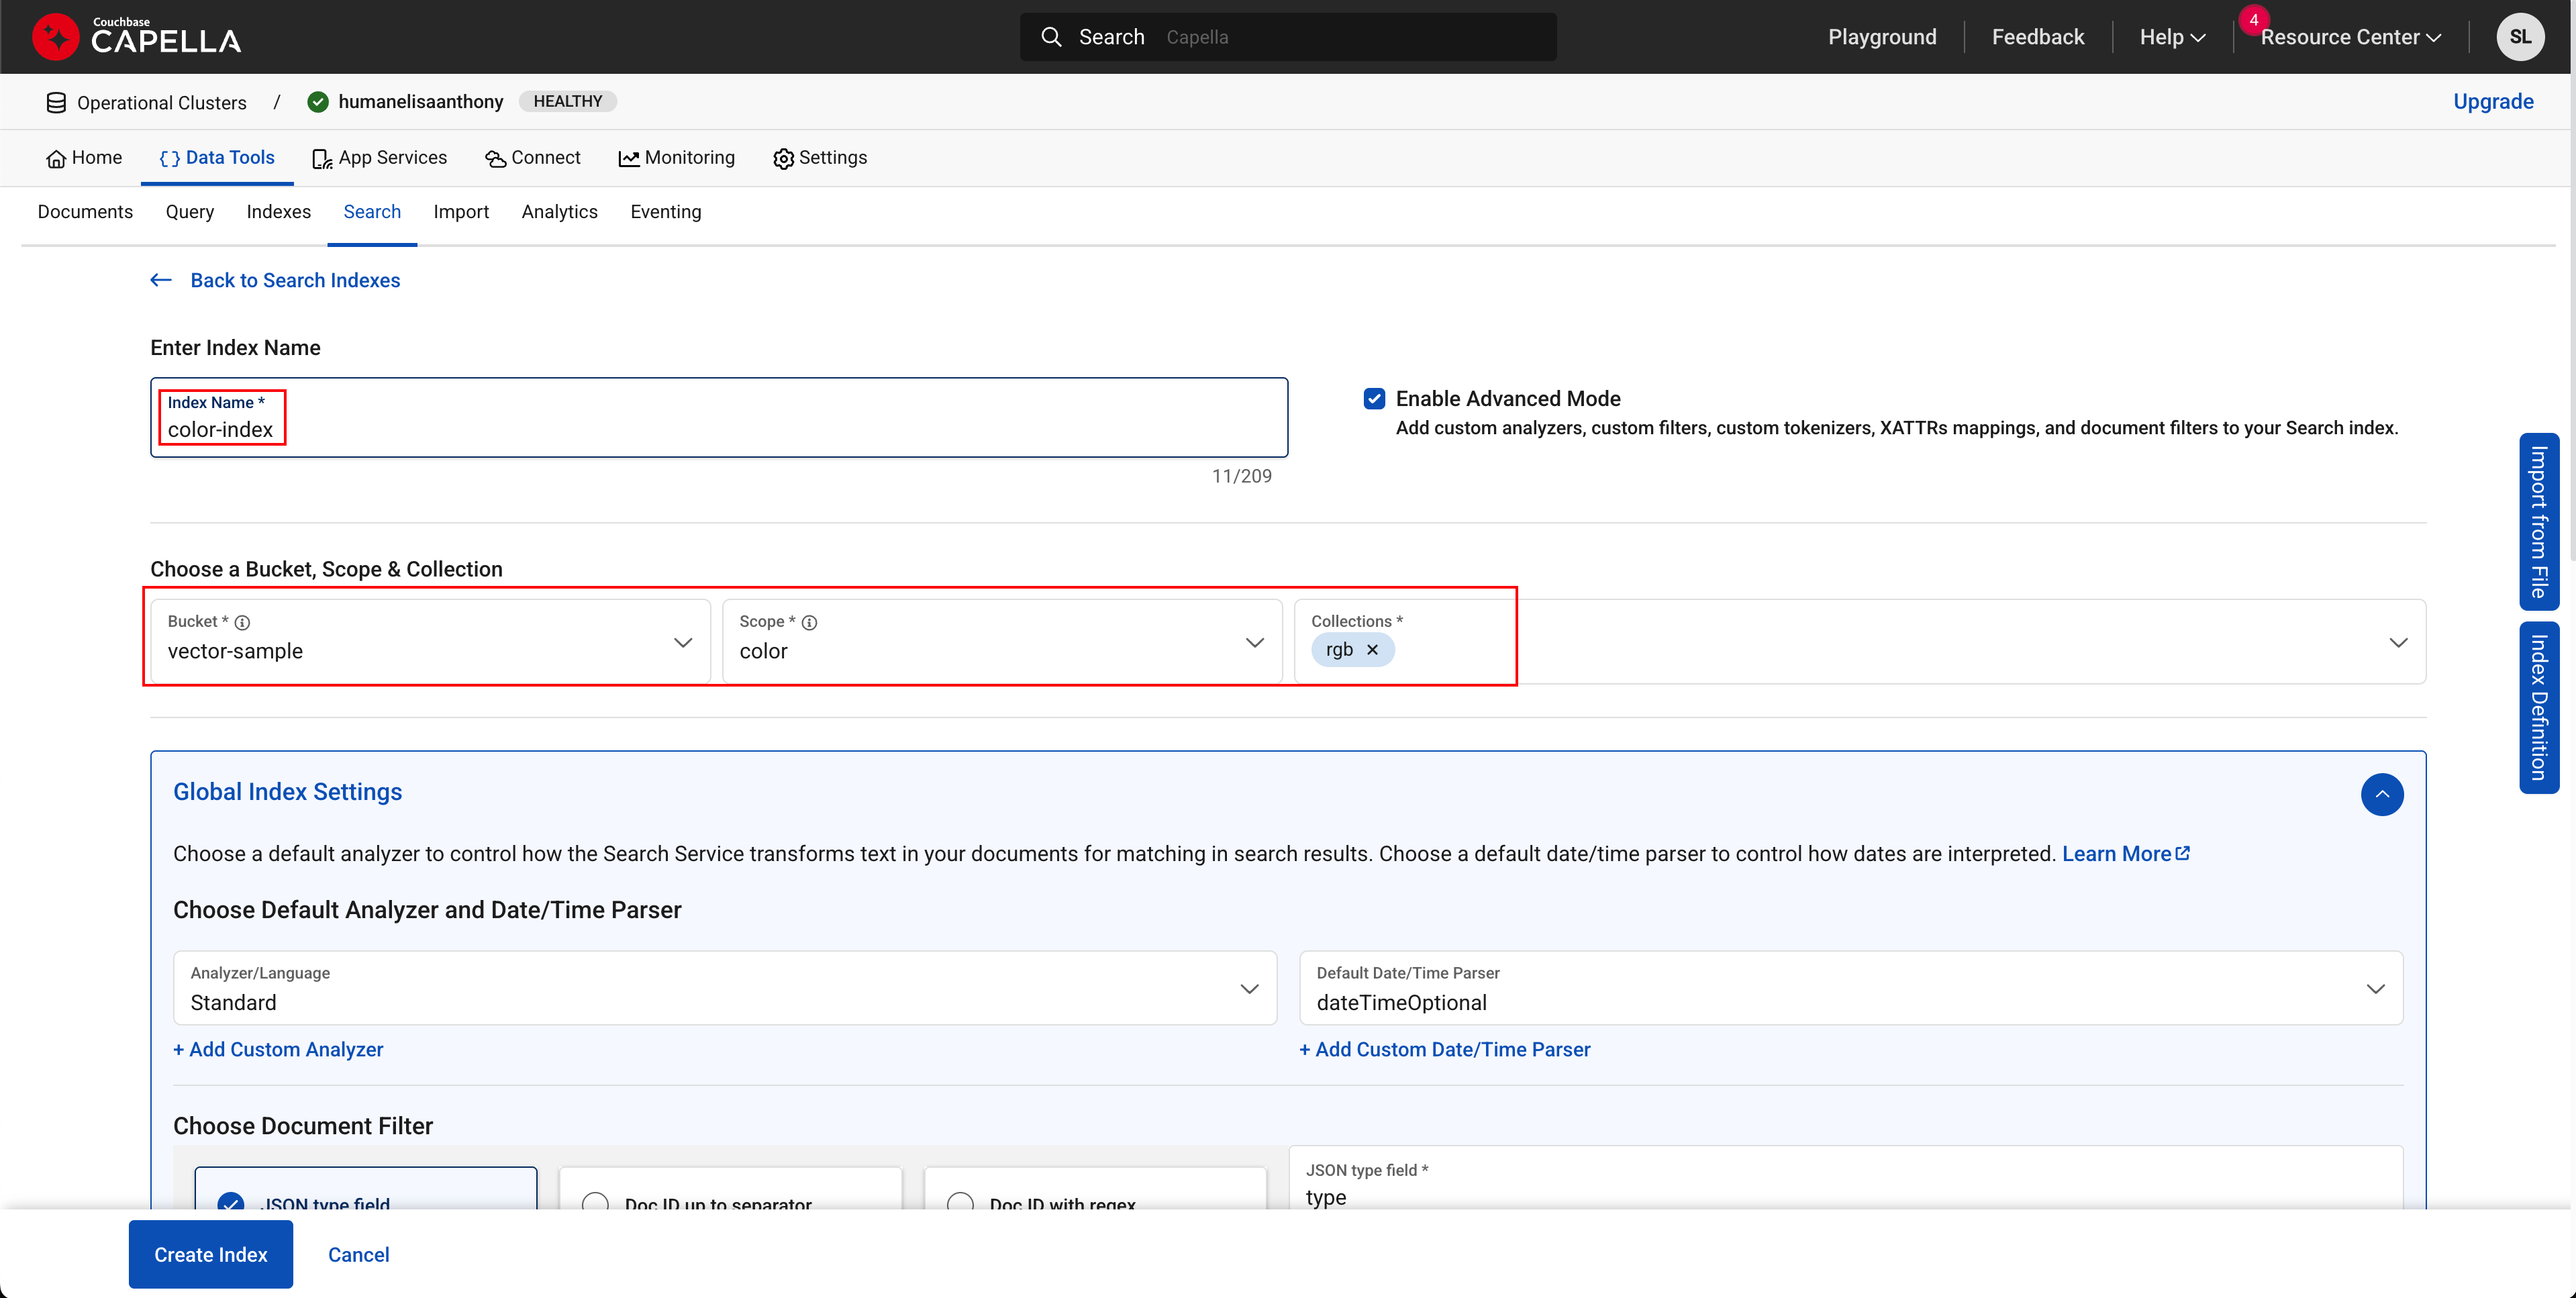 Couchbase
CAPELLA
Search Capella
Playground
Feedback
Help
4
Resource Center
SL
Operational Clusters / humanelisaanthony HEALTHY
Upgrade
Home
Data Tools
App Services
Connect
Monitoring
Settings
Documents
Query
Indexes
Search
Import
Analytics
Eventing
Back to Search Indexes
Enter Index Name
Index Name *
color-index
11/209
Enable Advanced Mode
Add custom analyzers, custom filters, custom tokenizers, XATTRs mappings, and document filters to your Search index.
Import from File
Index Definition
Choose a Bucket, Scope & Collection
Bucket *
vector-sample
Scope *
color
Collections *
rgb
Global Index Settings
Choose a default analyzer to control how the Search Service transforms text in your documents for matching in search results. Choose a default date/time parser to control how dates are interpreted. Learn More
Choose Default Analyzer and Date/Time Parser
Analyzer/Language
Standard
Default Date/Time Parser
dateTimeOptional
+ Add Custom Analyzer
+ Add Custom Date/Time Parser
Choose Document Filter
JSON type field
Doc ID up to separator
Doc ID with regex
JSON type field *
type
Create Index
Cancel